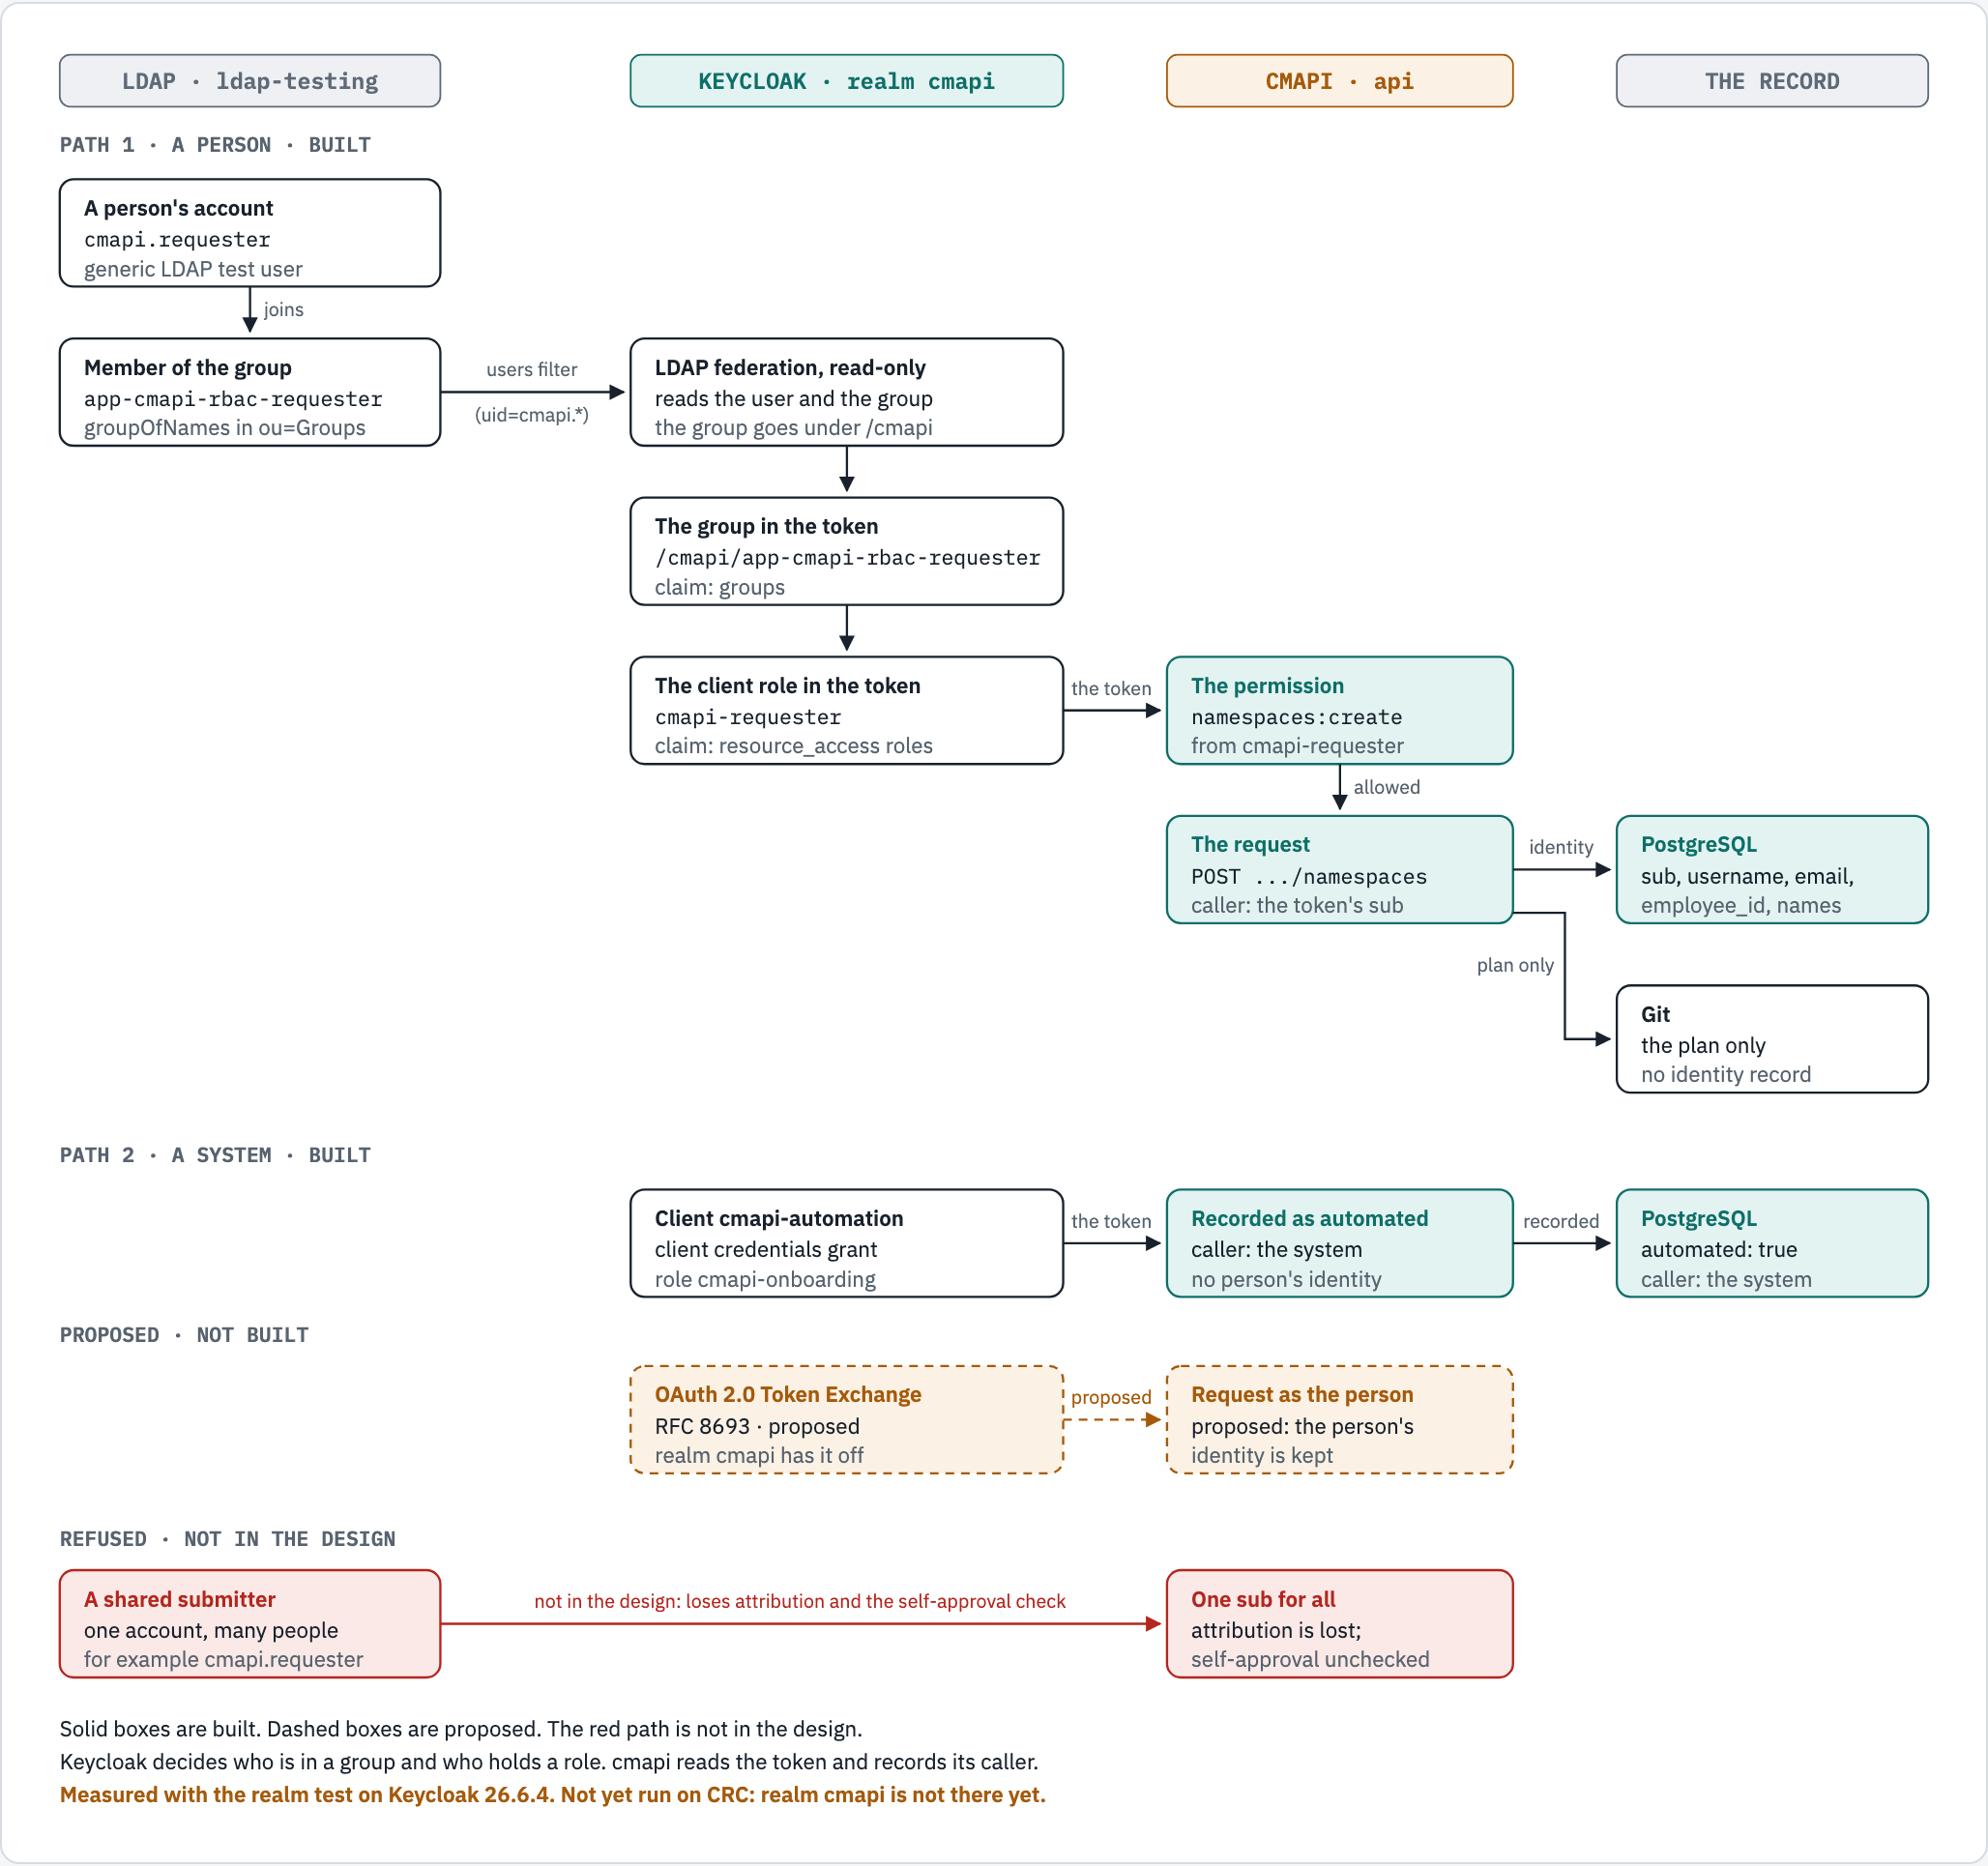 LDAP · ldap-testing
KEYCLOAK · realm cmapi
CMAPI · api
THE RECORD
PATH 1 · A PERSON · BUILT
A person's account
cmapi.requester
generic LDAP test user
joins
Member of the group
app-cmapi-rbac-requester
groupOfNames in ou=Groups
users filter
(uid=cmapi.*)
LDAP federation, read-only
reads the user and the group
the group goes under /cmapi
The group in the token
/cmapi/app-cmapi-rbac-requester
claim: groups
The client role in the token
cmapi-requester
claim: resource_access roles
the token
The permission
namespaces:create
from cmapi-requester
allowed
The request
POST .../namespaces
caller: the token's sub
identity
PostgreSQL
sub, username, email,
employee_id, names
plan only
Git
the plan only
no identity record
PATH 2 · A SYSTEM · BUILT
Client cmapi-automation
client credentials grant
role cmapi-onboarding
the token
Recorded as automated
caller: the system
no person's identity
recorded
PostgreSQL
automated: true
caller: the system
PROPOSED · NOT BUILT
OAuth 2.0 Token Exchange
RFC 8693 · proposed
realm cmapi has it off
proposed
Request as the person
proposed: the person's
identity is kept
REFUSED · NOT IN THE DESIGN
A shared submitter
one account, many people
for example cmapi.requester
not in the design: loses attribution and the self-approval check
One sub for all
attribution is lost;
self-approval unchecked
Solid boxes are built. Dashed boxes are proposed. The red path is not in the design.
Keycloak decides who is in a group and who holds a role. cmapi reads the token and records its caller.
Measured with the realm test on Keycloak 26.6.4. Not yet run on CRC: realm cmapi is not there yet.